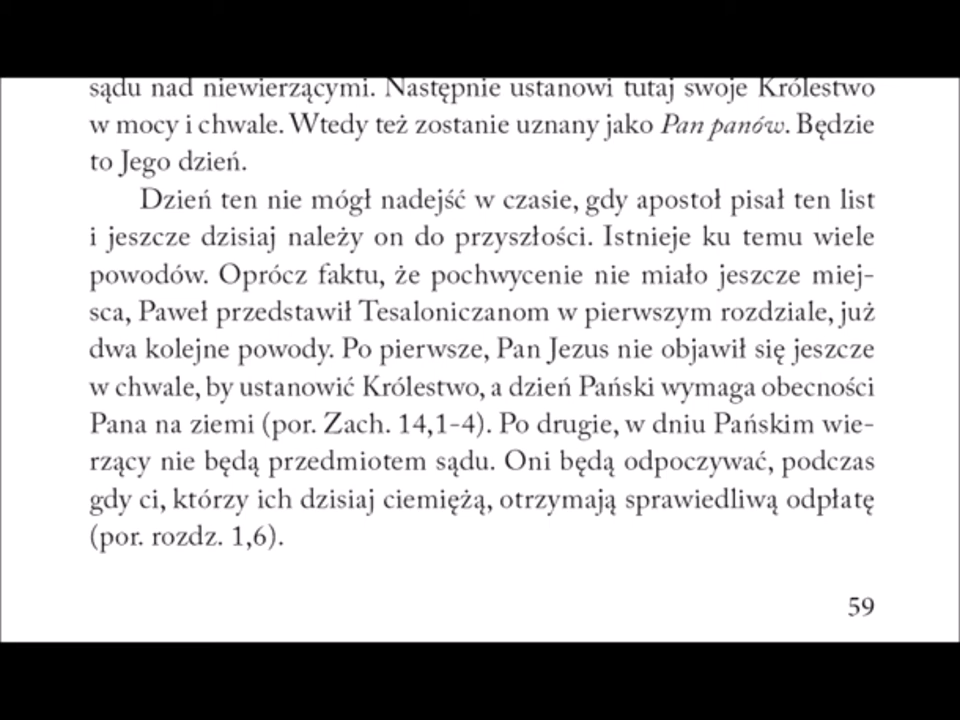 sądu nad niewierzącymi. Następnie ustanowi tutaj swoje Królestwo
w mocy i chwale. Wtedy też zostanie uznany jako Pan panów. Będzie
to Jego dzień.
Dzień ten nie mógł nadejść w czasie, gdy apostoł pisał ten list
i jeszcze dzisiaj należy on do przyszłości. Istnieje ku temu wiele
powodów. Oprócz faktu, że pochwycenie nie miało jeszcze miej-
sca, Paweł przedstawił Tesaloniczanom w pierwszym rozdziale, już
dwa kolejne powody. Po pierwsze, Pan Jezus nie objawił się jeszcze
w chwale, by ustanowić Królestwo, a dzień Pański wymaga obecności
Pana na ziemi (por. Zach. 14,1-4). Po drugie, w dniu Pańskim wie-
rzący nie będą przedmiotem sądu. Oni będą odpoczywać, podczas
gdy ci, którzy ich dzisiaj ciemiężą, otrzymają sprawiedliwą odpłatę
(por. rozdz. 1,6).
59